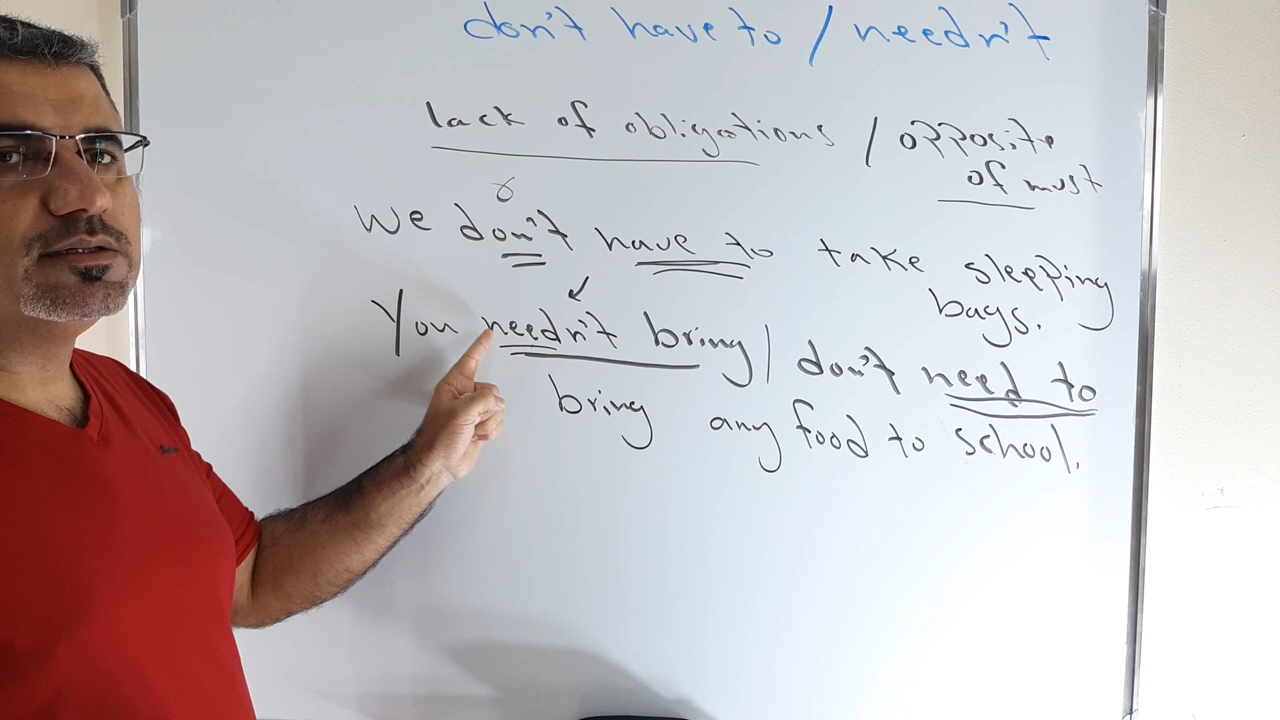 don't have to / needn't
lack of obligations / opposite
of must
We don't have to take sleeping
bags.
You needn't bring / don't need to
bring any food to school.